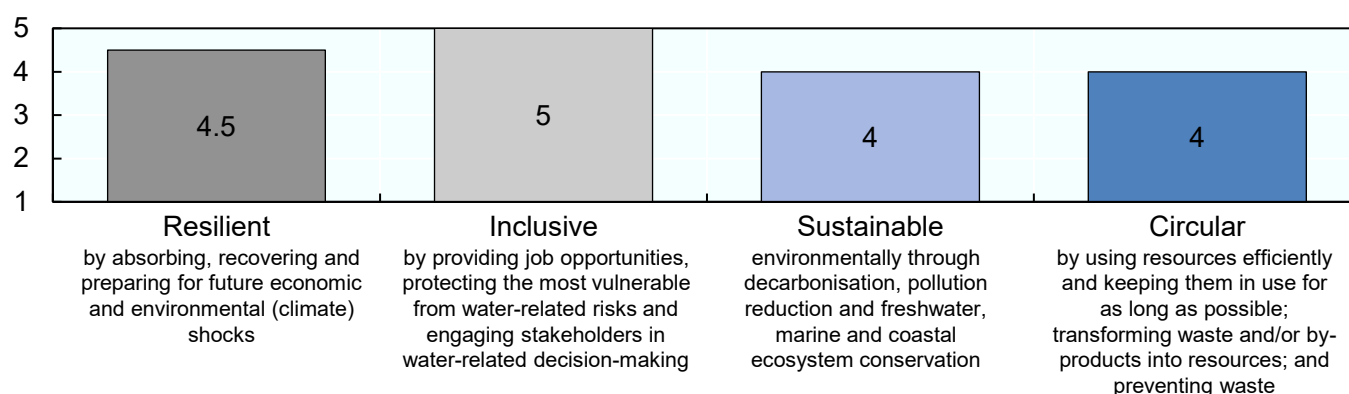 5
4
3
2
1
4.5
5
4
4
Resilient
by absorbing, recovering and
preparing for future economic
and environmental (climate)
shocks
Inclusive
by providing job opportunities,
protecting the most vulnerable
from water-related risks and
engaging stakeholders in
water-related decision-making
Sustainable
environmentally through
decarbonisation, pollution
reduction and freshwater,
marine and coastal
ecosystem conservation
Circular
by using resources efficiently
and keeping them in use for
as long as possible;
transforming waste and/or by-
products into resources; and
preventing waste